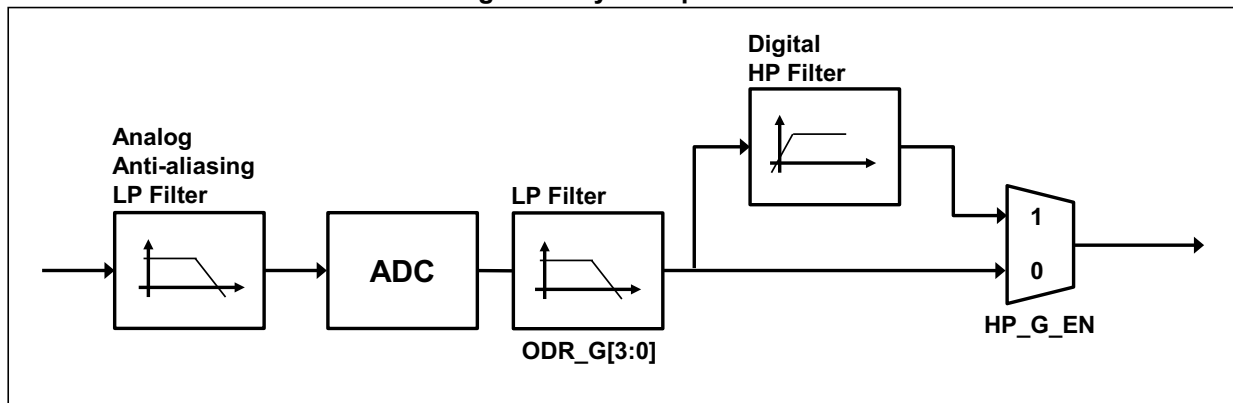 Digital
HP Filter
Analog
Anti-aliasing
LP Filter
LP Filter
ADC
1
0
ODR_G[3:0]
HP_G_EN